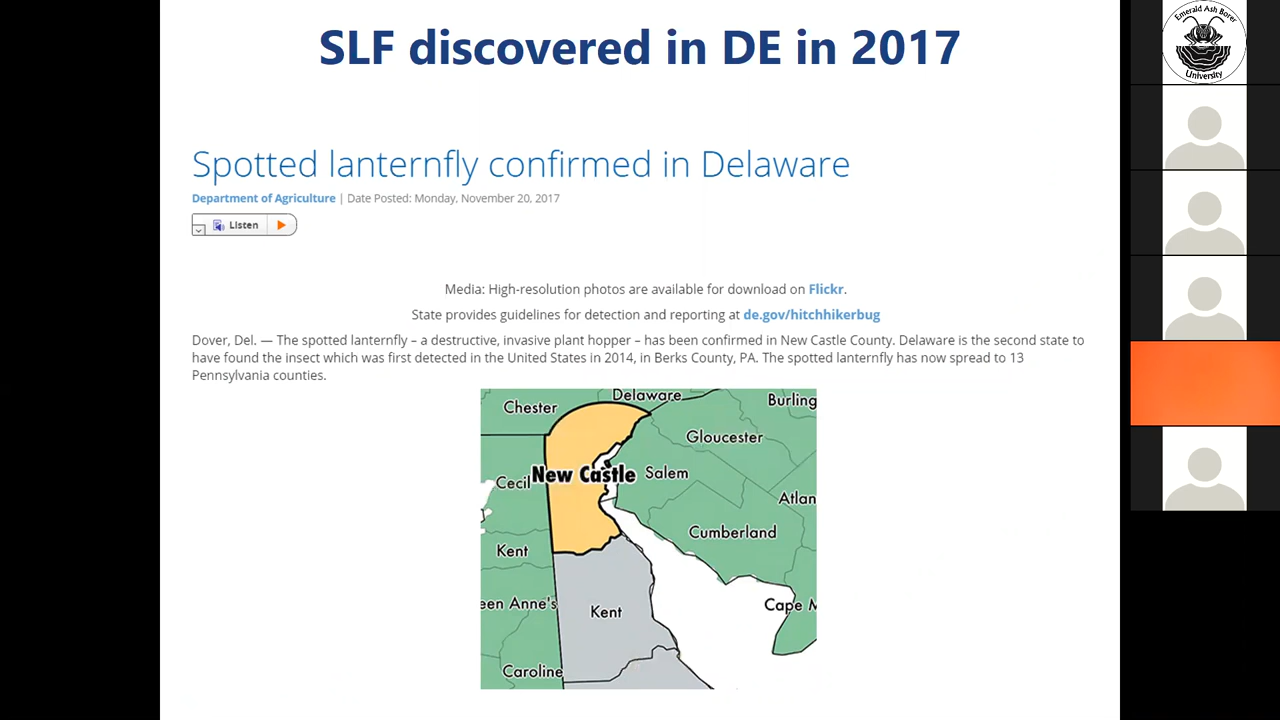 SLF discovered in DE in 2017
Emerald Ash Borer
University
Spotted lanternfly confirmed in Delaware
Department of Agriculture | Date Posted: Monday, November 20, 2017
Listen
Media: High-resolution photos are available for download on Flickr.
State provides guidelines for detection and reporting at de.gov/hitchhikerbug
Dover, Del. — The spotted lanternfly – a destructive, invasive plant hopper – has been confirmed in New Castle County. Delaware is the second state to
have found the insect which was first detected in the United States in 2014, in Berks County, PA. The spotted lanternfly has now spread to 13
Pennsylvania counties.
Delaware
Burling
Chester
Gloucester
New Castle
Salem
Cecil
Atlan
Cumberland
Kent
een Anne's
Kent
Cape M
Caroline